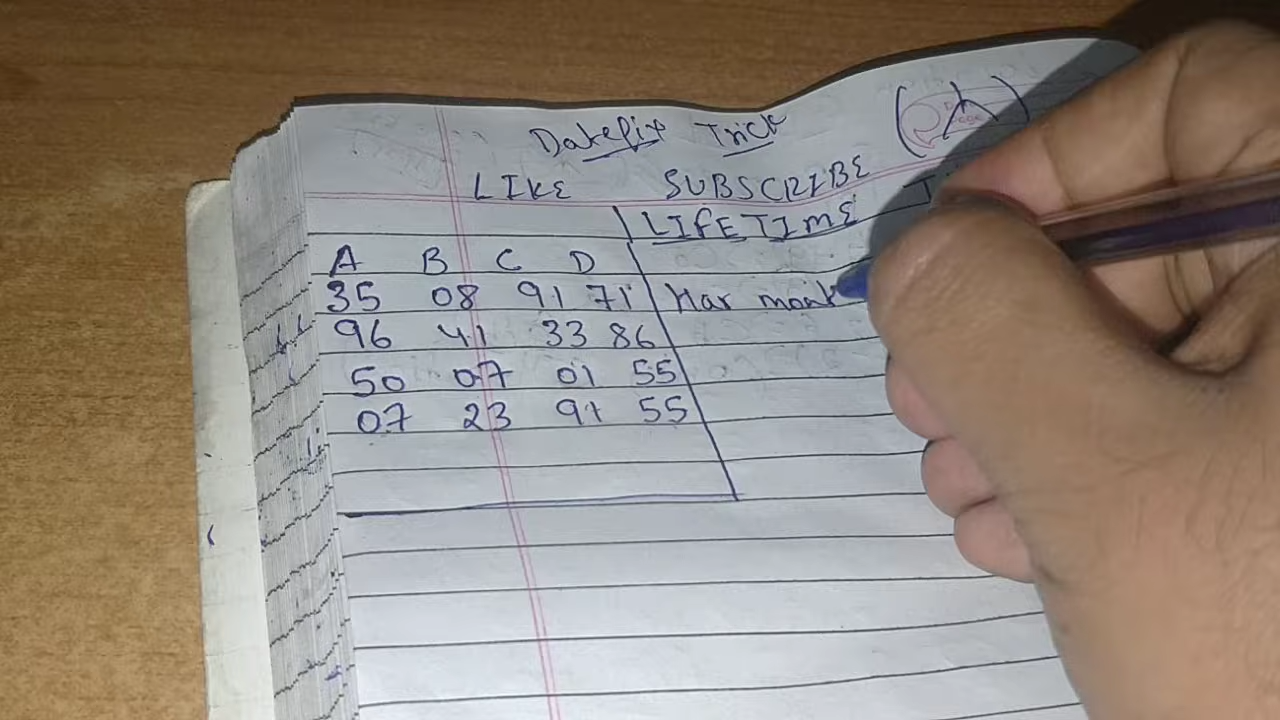 Datefix Trick
LIKE SUBSCRIBE
LIFETIME
A B C D
35 08 91 71 Har
96 41 33 86
50 07 01 55
07 23 91 55